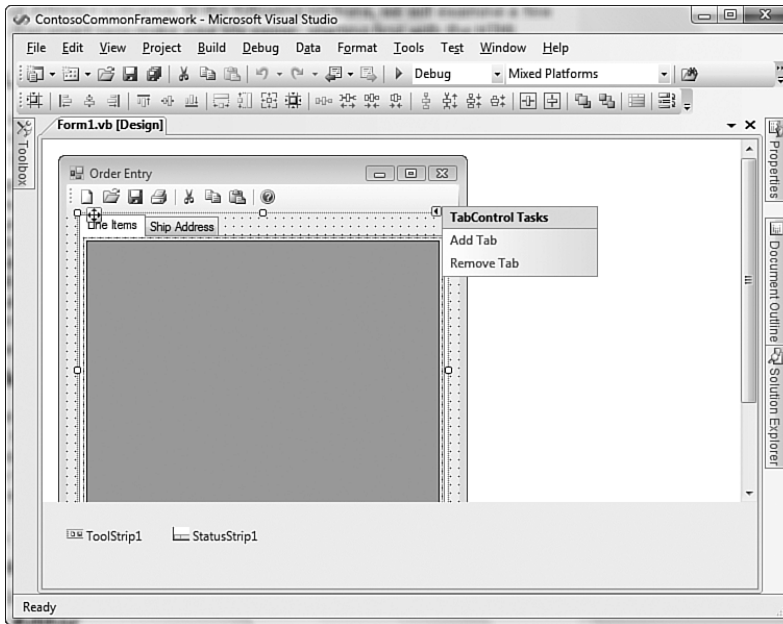 ContosoCommonFramework - Microsoft Visual Studio
File Edit View Project Build Debug Data Format Tools Test Window Help
Debug Mixed Platforms
Toolbox
Form1.vb [Design]
Properties
Order Entry
Line Items Ship Address
TabControl Tasks
Add Tab
Remove Tab
Document Outline
Solution Explorer
ToolStrip1 StatusStrip1
Ready